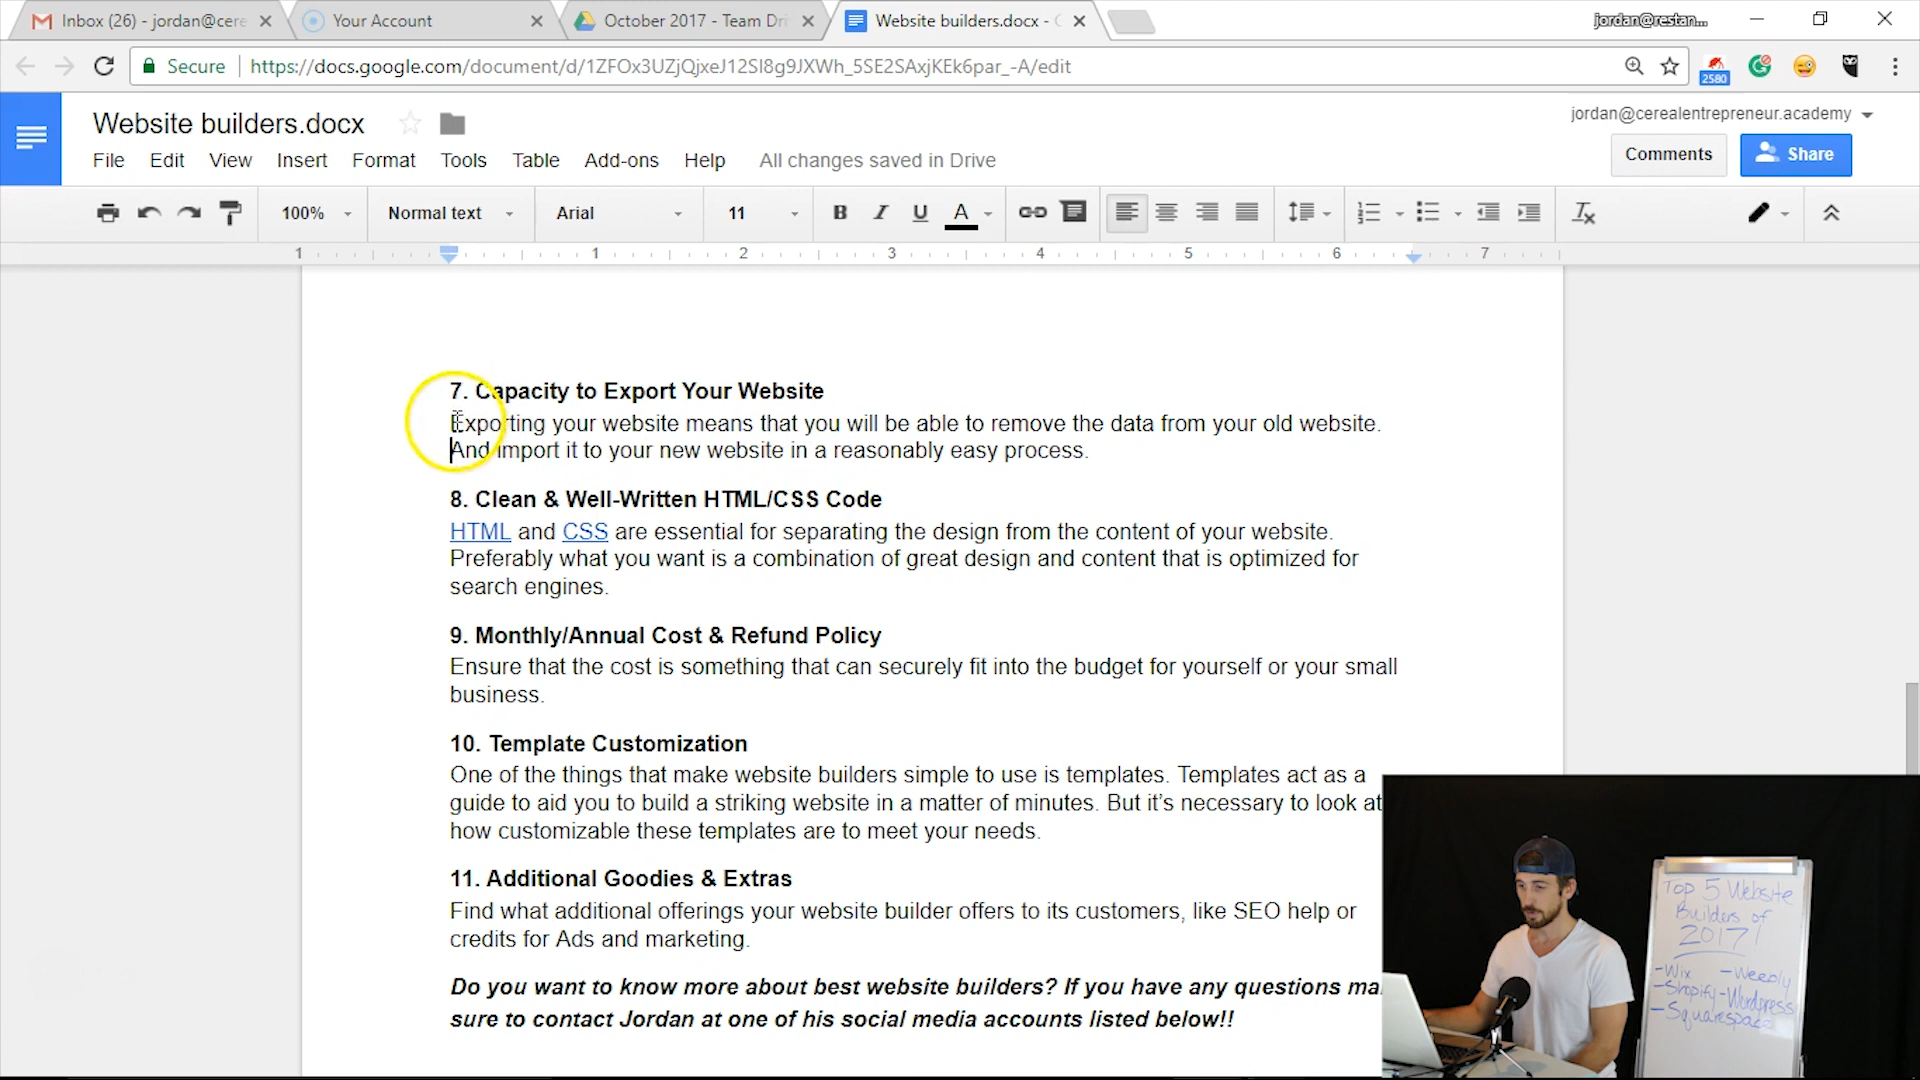 Inbox (26) - jordan@cere
Your Account
October 2017 - Team Dri
Website builders.docx - G
jordan@restan...
Secure
https://docs.google.com/document/d/1ZFOx3UZjQjxeJ12Sl8g9JXWh_5SE2SAxjKEk6par_-A/edit
2580
Website builders.docx
jordan@cerealentrepreneur.academy
File Edit View Insert Format Tools Table Add-ons Help All changes saved in Drive
Comments
Share
100% Normal text Arial 11 B I U A
1 1 2 3 4 5 6 7
7. Capacity to Export Your Website
Exporting your website means that you will be able to remove the data from your old website.
And import it to your new website in a reasonably easy process.
8. Clean & Well-Written HTML/CSS Code
HTML and CSS are essential for separating the design from the content of your website.
Preferably what you want is a combination of great design and content that is optimized for
search engines.
9. Monthly/Annual Cost & Refund Policy
Ensure that the cost is something that can securely fit into the budget for yourself or your small
business.
10. Template Customization
One of the things that make website builders simple to use is templates. Templates act as a
guide to aid you to build a striking website in a matter of minutes. But it’s necessary to look at
how customizable these templates are to meet your needs.
11. Additional Goodies & Extras
Find what additional offerings your website builder offers to its customers, like SEO help or
credits for Ads and marketing.
Do you want to know more about best website builders? If you have any questions ma
sure to contact Jordan at one of his social media accounts listed below!!
Top 5 Website
Builders of
2017!
-Wix -Weebly
-Shopify -Wordpress
-Squarespace